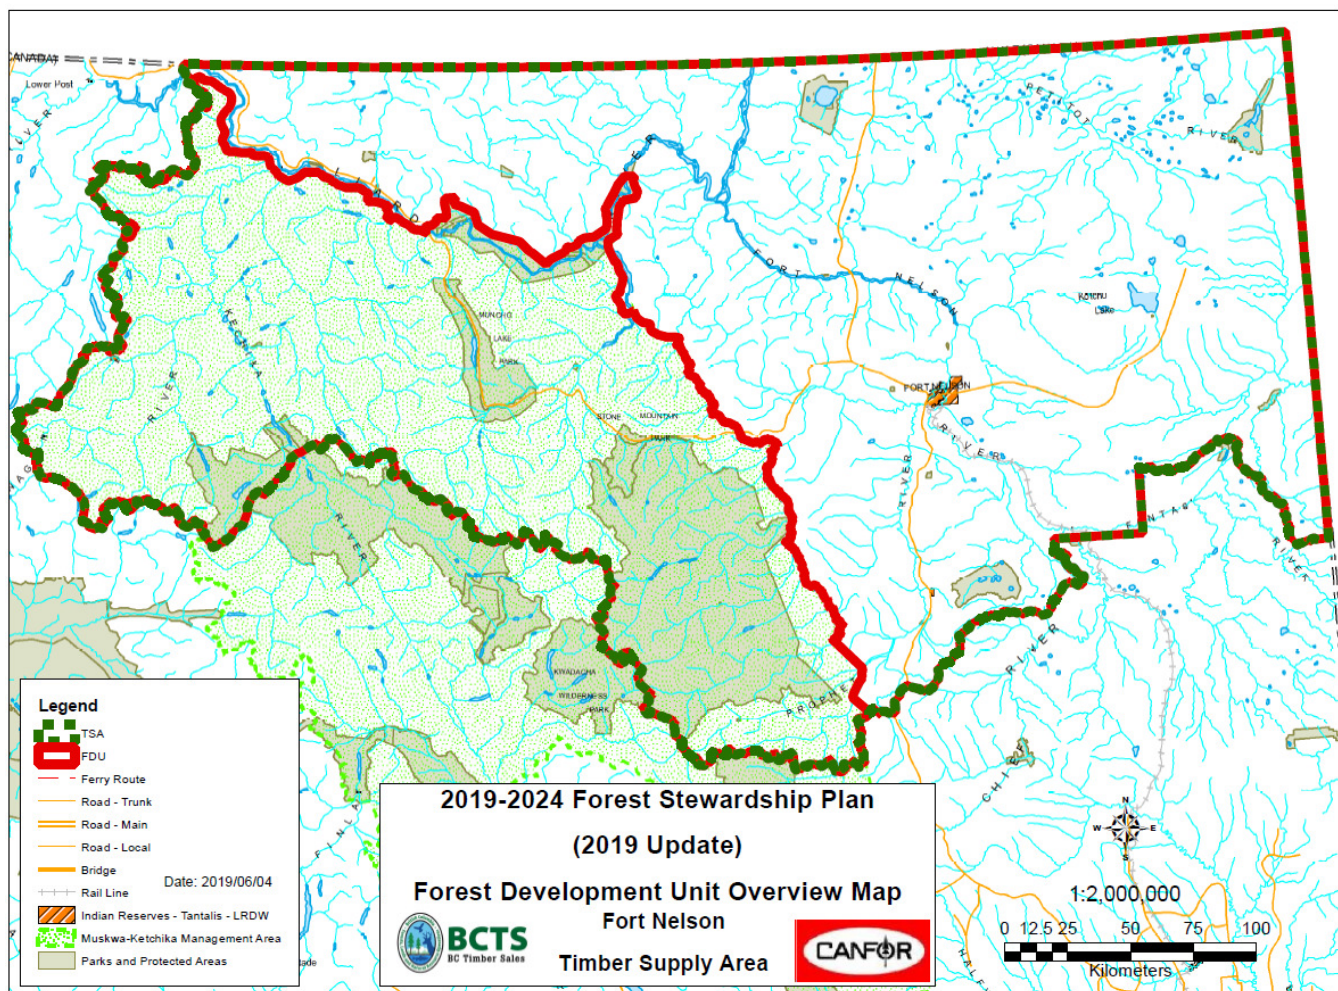 CANADA
Lower Post
LIARD
PETITOT
RIVER
FORT
NELSON
Kotcho
Lake
KECHIKA
RIVER
MUNCHO
LAKE
PARK
STONE MOUNTAIN
PARK
FORT NELSON
RIVER
RIVER
RIVER
FONTAS
RIVER
RIVER
KWADACHA
WILDERNESS
PARK
PROPHET
CHIEF
Legend
TSA
FDU
Ferry Route
Road - Trunk
Road - Main
Road - Local
Bridge
Rail Line
Date: 2019/06/04
Indian Reserves - Tantalis - LRDW
Muskwa-Ketchika Management Area
Parks and Protected Areas
2019-2024 Forest Stewardship Plan
(2019 Update)
Forest Development Unit Overview Map
Fort Nelson
Timber Supply Area
BCTS
BC Timber Sales
CANFOR
N
W E
S
1:2,000,000
0 12.5 25 50 75 100
Kilometers